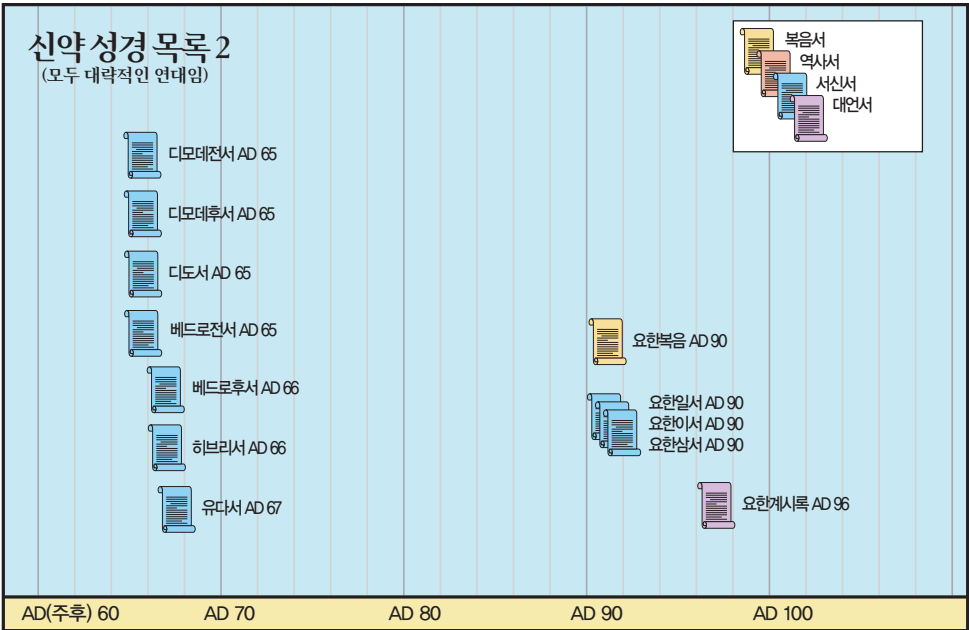 신약 성경 목록 2
(모두 대략적인 연대임)
복음서
역사서
서신서
대언서
디모데전서 AD 65
디모데후서 AD 65
디도서 AD 65
베드로전서 AD 65
베드로후서 AD 66
히브리서 AD 66
유다서 AD 67
요한복음 AD 90
요한일서 AD 90
요한이서 AD 90
요한삼서 AD 90
요한계시록 AD 96
AD(주후) 60 AD 70 AD 80 AD 90 AD 100